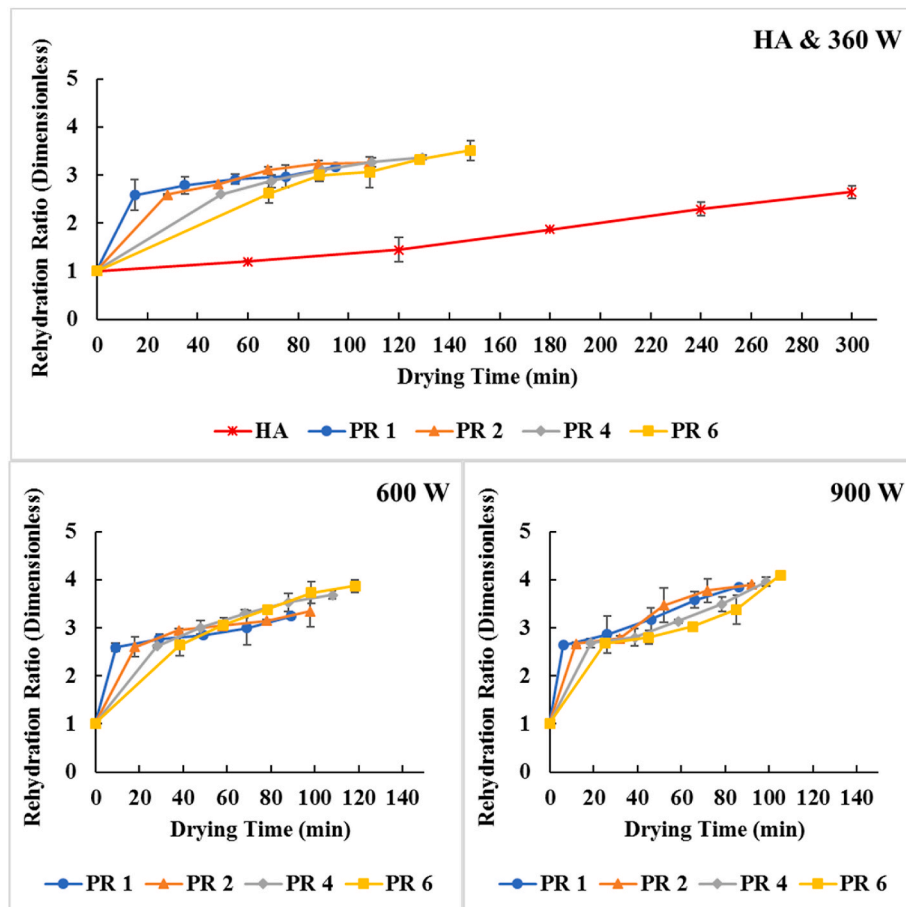 HA & 360 W
Rehydration Ratio (Dimensionless)
5
4
3
2
1
0
0 20 40 60 80 100 120 140 160 180 200 220 240 260 280 300
Drying Time (min)
HA PR 1 PR 2 PR 4 PR 6
600 W
Rehydration Ratio (Dimensionless)
5
4
3
2
1
0
0 20 40 60 80 100 120 140
Drying Time (min)
PR 1 PR 2 PR 4 PR 6
900 W
Rehydration Ratio (Dimensionless)
5
4
3
2
1
0
0 20 40 60 80 100 120 140
Drying Time (min)
PR 1 PR 2 PR 4 PR 6